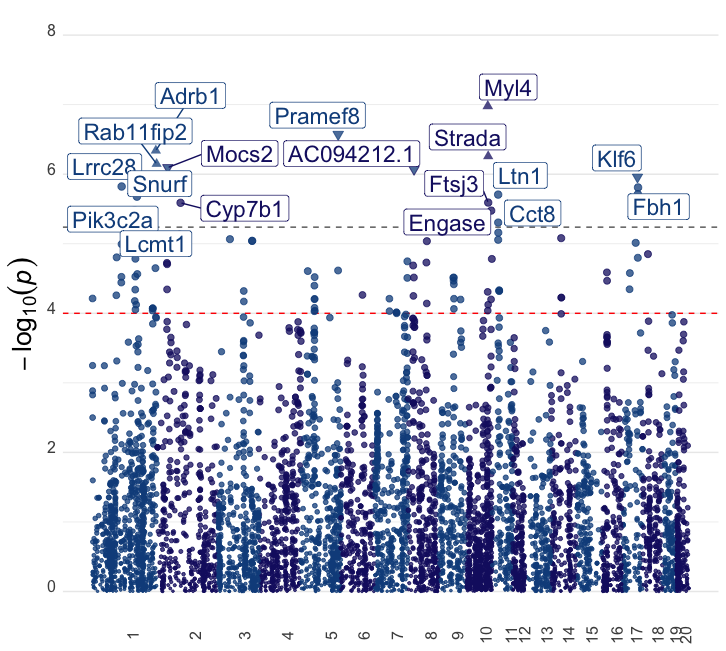 8
Adrb1
Myl4
Pramef8
Rab11fip2
Strada
Mocs2
AC094212.1
Klf6
Lrrc28
6
Snurf
Ftsj3
Ltn1
Cyp7b1
Fbh1
Pik3c2a
Engase
Cct8
Lcmt1
4
2
0
−log₁₀(p)
1 2 3 4 5 6 7 8 9 10 11 12 13 14 15 16 17 18 19 20